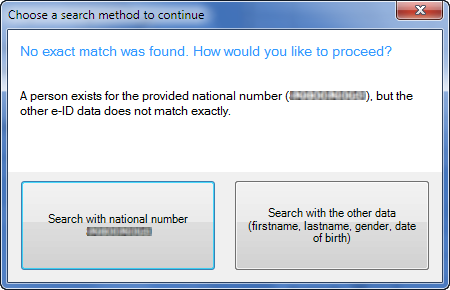 Choose a search method to continue
No exact match was found. How would you like to proceed?
A person exists for the provided national number (), but the
other e-ID data does not match exactly.
Search with national number
Search with the other data
(firstname, lastname, gender, date
of birth)